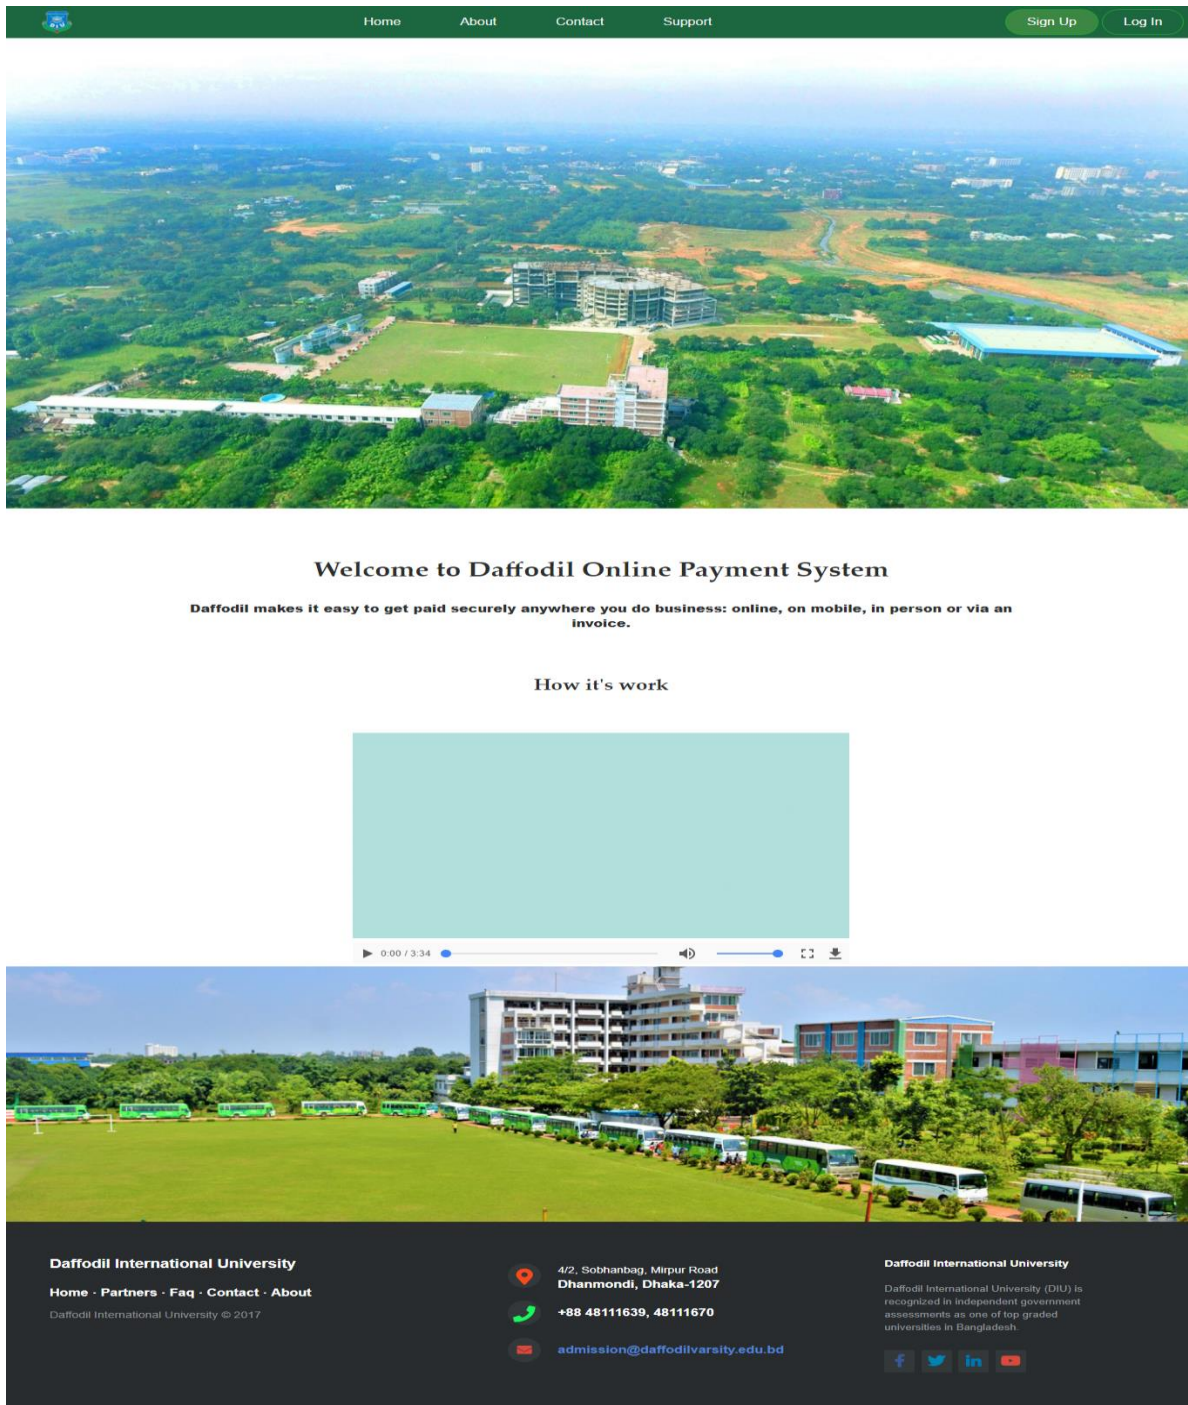 DIU
Home About Contact Support Sign Up Log In
Welcome to Daffodil Online Payment System
Daffodil makes it easy to get paid securely anywhere you do business: online, on mobile, in person or via an
invoice.
How it's work
0:00 / 3:34
Daffodil International University
Home · Partners · Faq · Contact · About
Daffodil International University © 2017
4/2, Sobhanbag, Mirpur Road
Dhanmondi, Dhaka-1207
+88 48111639, 48111670
admission@daffodilvarsity.edu.bd
Daffodil International University
Daffodil International University (DIU) is
recognized in independent government
assessments as one of top graded
universities in Bangladesh.